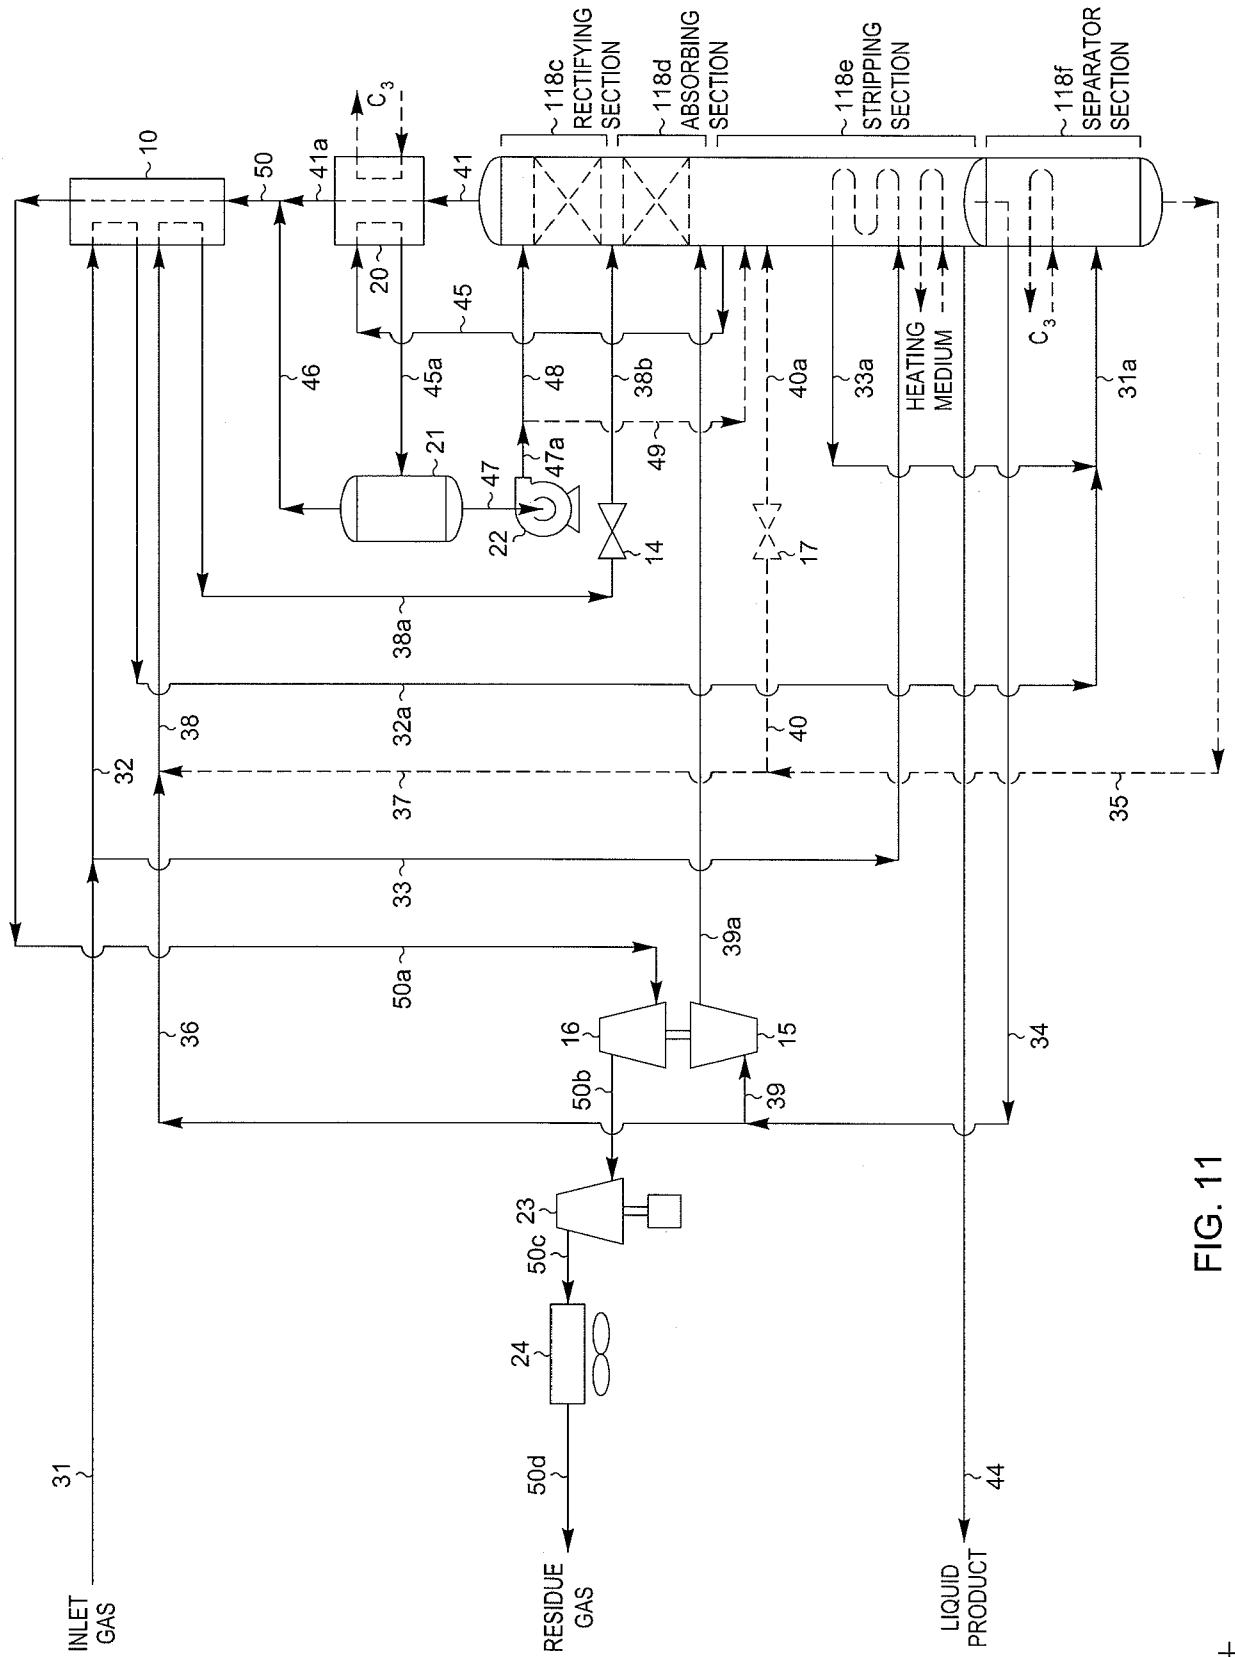 INLET
GAS
31
32
33
36
38
37
32a
38a
10
50
46
41a
C3
20
41
45
45a
21
47
22
47a
48
49
38b
14
17
40
40a
33a
HEATING
MEDIUM
C3
31a
35
34
39
39a
15
16
50a
50b
23
50c
24
50d
RESIDUE
GAS
44
LIQUID
PRODUCT
118c
RECTIFYING
SECTION
118d
ABSORBING
SECTION
118e
STRIPPING
SECTION
118f
SEPARATOR
SECTION
FIG. 11